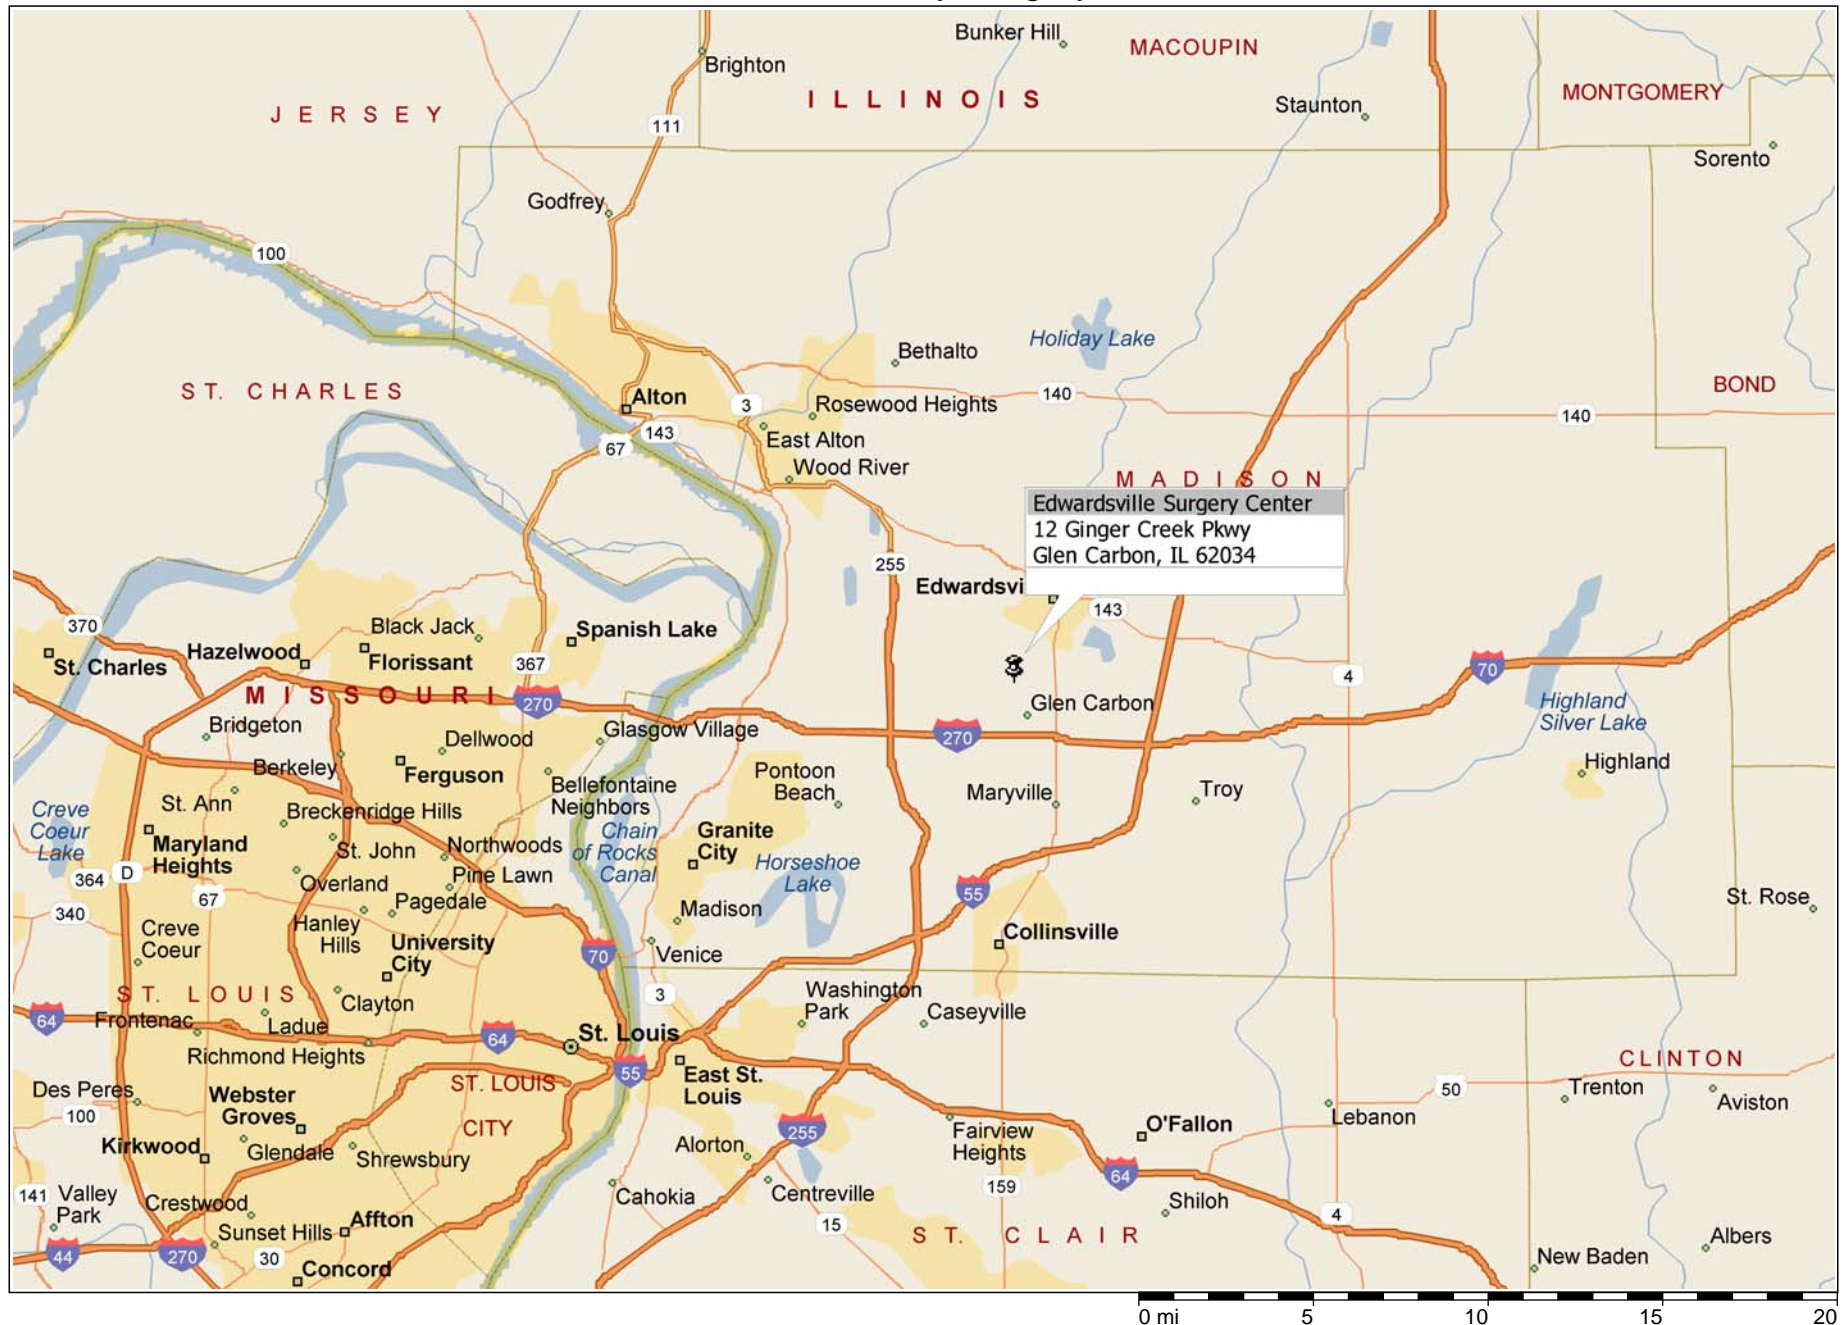 Bunker Hill
MACOUPIN
Brighton
ILLINOIS
MONTGOMERY
JERSEY
Staunton
111
Sorento
Godfrey
100
Holiday Lake
Bethalto
ST. CHARLES
BOND
Alton
3
Rosewood Heights
140
140
143
67
East Alton
Wood River
MADISON
Edwardsville Surgery Center
12 Ginger Creek Pkwy
Glen Carbon, IL 62034
255
Edwardsvi
143
370
Black Jack
Spanish Lake
Hazelwood
St. Charles
Florissant
367
4
70
MISSOURI
270
Glen Carbon
Highland
Silver Lake
Bridgeton
Dellwood
Glasgow Village
270
Berkeley
Ferguson
Highland
Bellefontaine
Neighbors
Pontoon
Beach
Maryville
Troy
St. Ann
Breckenridge Hills
Creve
Coeur
Lake
Maryland
Heights
St. John
Northwoods
Chain
of Rocks
Canal
Granite
City
Horseshoe
Lake
364
D
67
Overland
Pine Lawn
55
340
Pagedale
Madison
St. Rose
Creve
Coeur
Hanley
Hills
University
City
70
Venice
Collinsville
ST. LOUIS
Clayton
3
Washington
Park
Caseyville
64
Frontenac
Ladue
64
St. Louis
Richmond Heights
55
East St.
Louis
CLINTON
Des Peres
Webster
Groves
ST. LOUIS
CITY
50
Trenton
Aviston
100
Lebanon
Kirkwood
Glendale
Shrewsbury
Alorton
255
Fairview
Heights
O'Fallon
64
141
Valley
Park
Crestwood
Cahokia
Centreville
159
Shiloh
Sunset Hills
Affton
15
ST. CLAIR
4
Albers
44
270
30
Concord
New Baden
0 mi
5
10
15
20